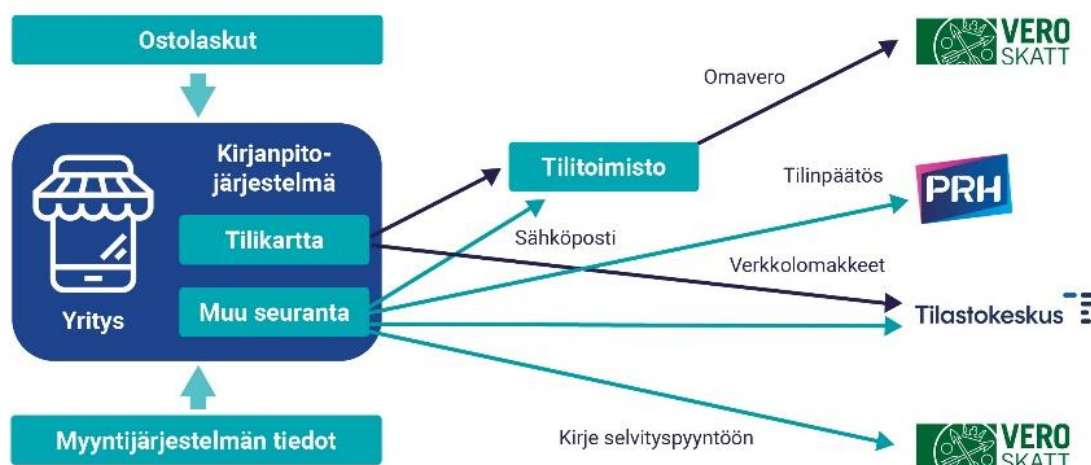 Ostolaskut
VERO
SKATT
Omavero
Kirjanpito-
järjestelmä
Tilitoimisto
Tilinpäätös
PRH
Tilikartta
Sähköposti
Verkkolomakkeet
Yritys
Muu seuranta
Tilastokeskus
Myyntijärjestelmän tiedot
Kirje selvityspyyntöön
VERO
SKATT